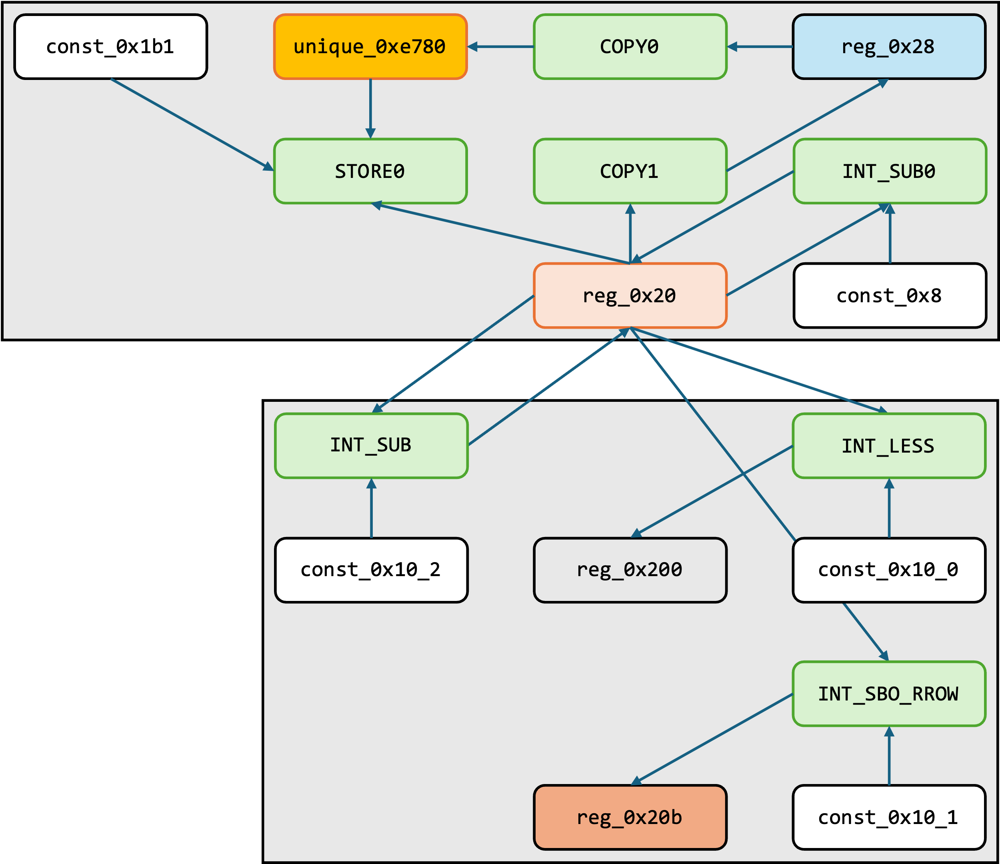 const_0x1b1
unique_0xe780
COPY0
reg_0x28
STORE0
COPY1
INT_SUB0
reg_0x20
const_0x8
INT_SUB
INT_LESS
const_0x10_2
reg_0x200
const_0x10_0
INT_SBO_RROW
reg_0x20b
const_0x10_1